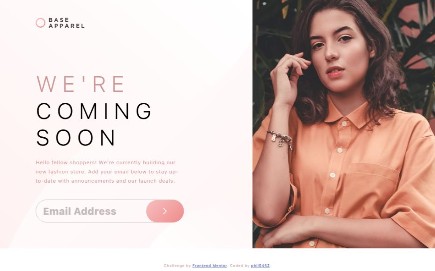 BASE
APPAREL
WE'RE
COMING
SOON
Hello fellow shoppers! We're currently building our
new fashion store. Add your email below to stay up-
to-date with announcements and our launch deals.
Email Address
Challenge by Frontend Mentor. Coded by